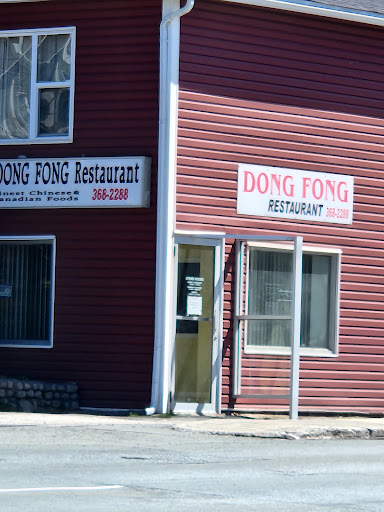 DONG FONG Restaurant
inest Chinese &
anadian Foods 368-2288
DONG FONG
RESTAURANT 368-2288